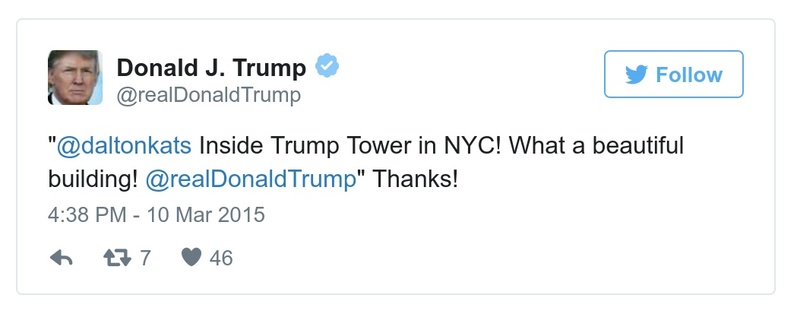 Donald J. Trump
@realDonaldTrump
Follow
"@daltonkats Inside Trump Tower in NYC! What a beautiful
building! @realDonaldTrump" Thanks!
4:38 PM - 10 Mar 2015
7 46